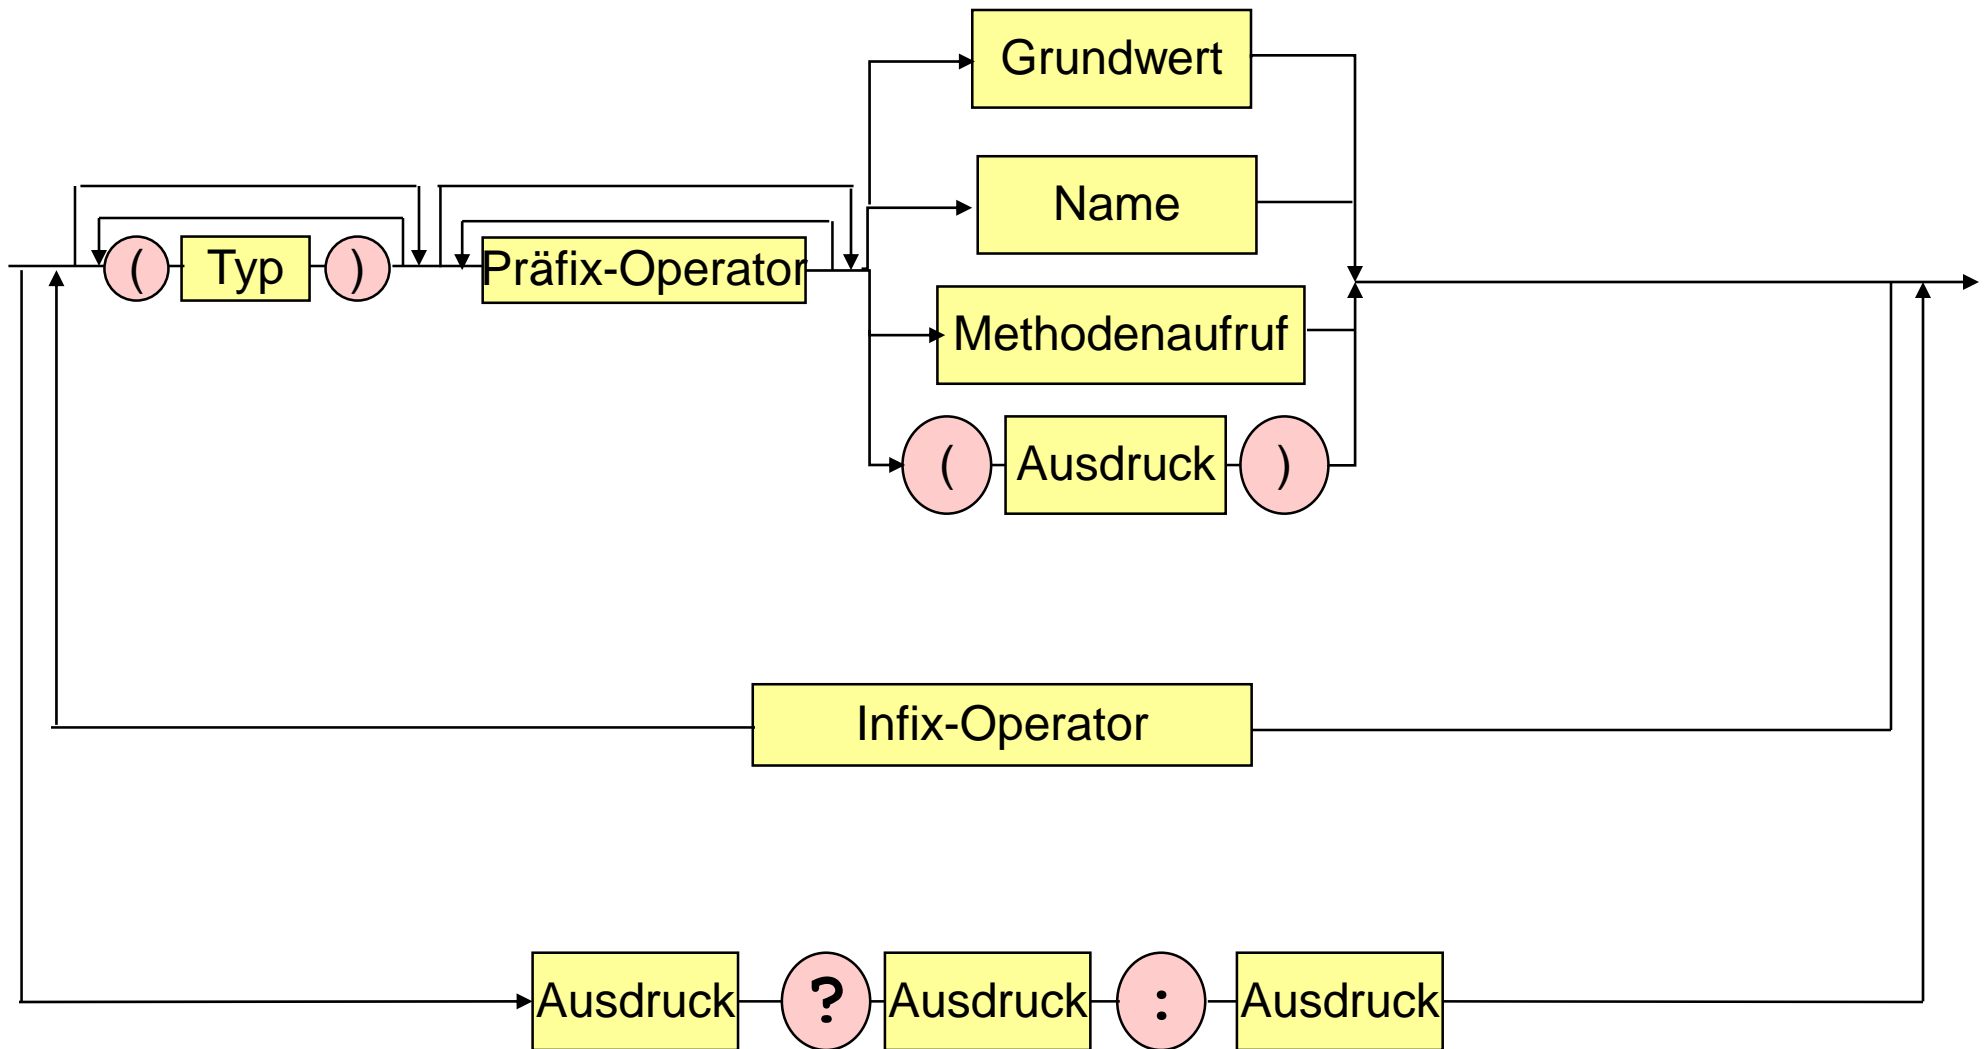 Grundwert
Name
( Typ )
Präfix-Operator
Methodenaufruf
( Ausdruck )
Infix-Operator
Ausdruck ? Ausdruck : Ausdruck